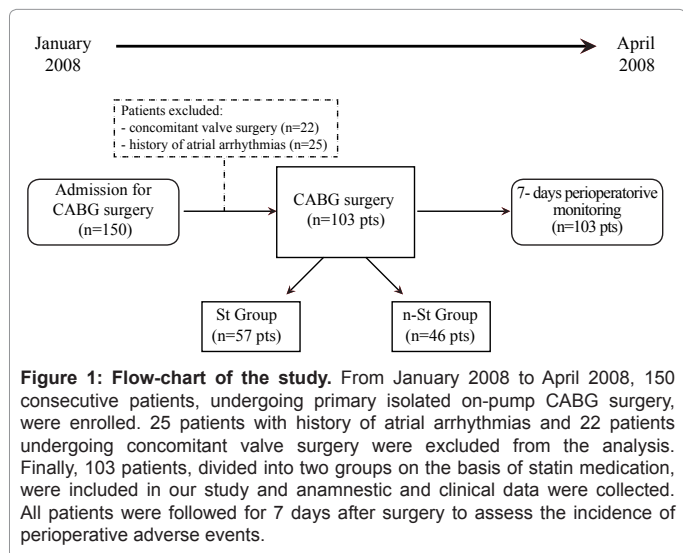 January
2008
April
2008
Patients excluded:
- concomitant valve surgery (n=22)
- history of atrial arrhythmias (n=25)
Admission for
CABG surgery
(n=150)
CABG surgery
(n=103 pts)
7- days perioperatorive
monitoring
(n=103 pts)
St Group
(n=57 pts)
n-St Group
(n=46 pts)
Figure 1: Flow-chart of the study. From January 2008 to April 2008, 150
consecutive patients, undergoing primary isolated on-pump CABG surgery,
were enrolled. 25 patients with history of atrial arrhythmias and 22 patients
undergoing concomitant valve surgery were excluded from the analysis.
Finally, 103 patients, divided into two groups on the basis of statin medication,
were included in our study and anamnestic and clinical data were collected.
All patients were followed for 7 days after surgery to assess the incidence of
perioperative adverse events.